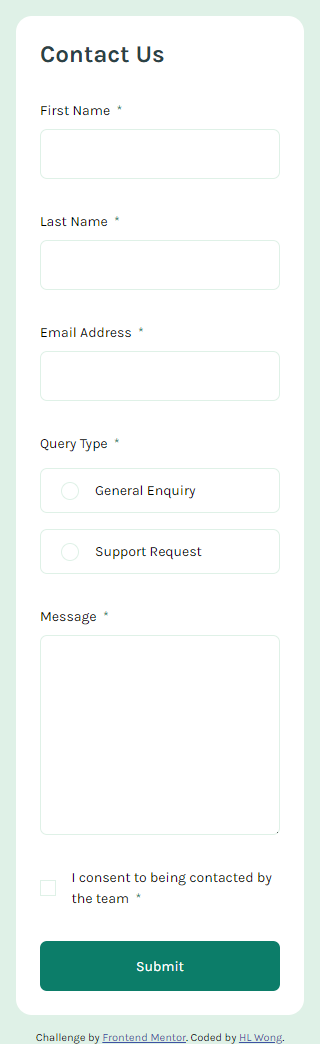 Contact Us
First Name *
Last Name *
Email Address *
Query Type *
General Enquiry
Support Request
Message *
I consent to being contacted by
the team *
Submit
Challenge by Frontend Mentor. Coded by HL Wong.